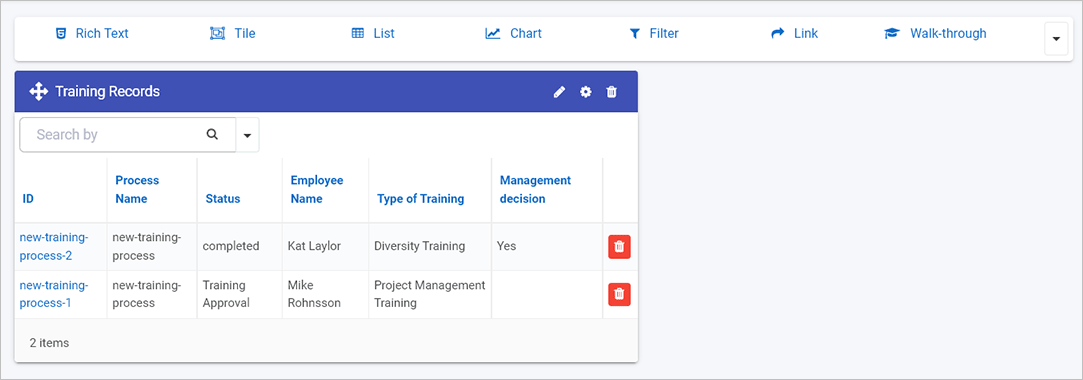 Rich Text Tile List Chart Filter Link Walk-through
Training Records
Search by
ID Process Name Status Employee Name Type of Training Management decision
new-training-process-2 new-training-process completed Kat Laylor Diversity Training Yes
new-training-process-1 new-training-process Training Approval Mike Rohnsson Project Management Training
2 items